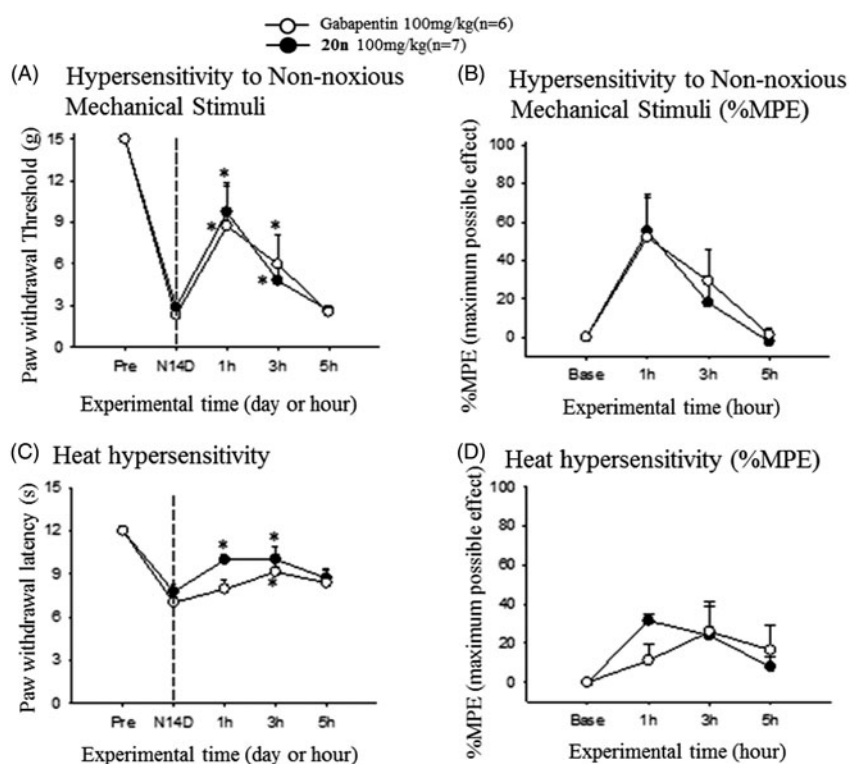 Gabapentin 100mg/kg(n=6)
20n 100mg/kg(n=7)
(A) Hypersensitivity to Non-noxious
Mechanical Stimuli
Paw withdrawal Threshold (g)
15
12
9
6
3
0
* * * *
Pre N14D 1h 3h 5h
Experimental time (day or hour)
(B) Hypersensitivity to Non-noxious
Mechanical Stimuli (%MPE)
%MPE (maximum possible effect)
100
80
60
40
20
0
Base 1h 3h 5h
Experimental time (hour)
(C) Heat hypersensitivity
Paw withdrawal latency (s)
15
12
9
6
3
0
* * *
Pre N14D 1h 3h 5h
Experimental time (day or hour)
(D) Heat hypersensitivity (%MPE)
%MPE (maximum possible effect)
100
80
60
40
20
0
Base 1h 3h 5h
Experimental time (hour)